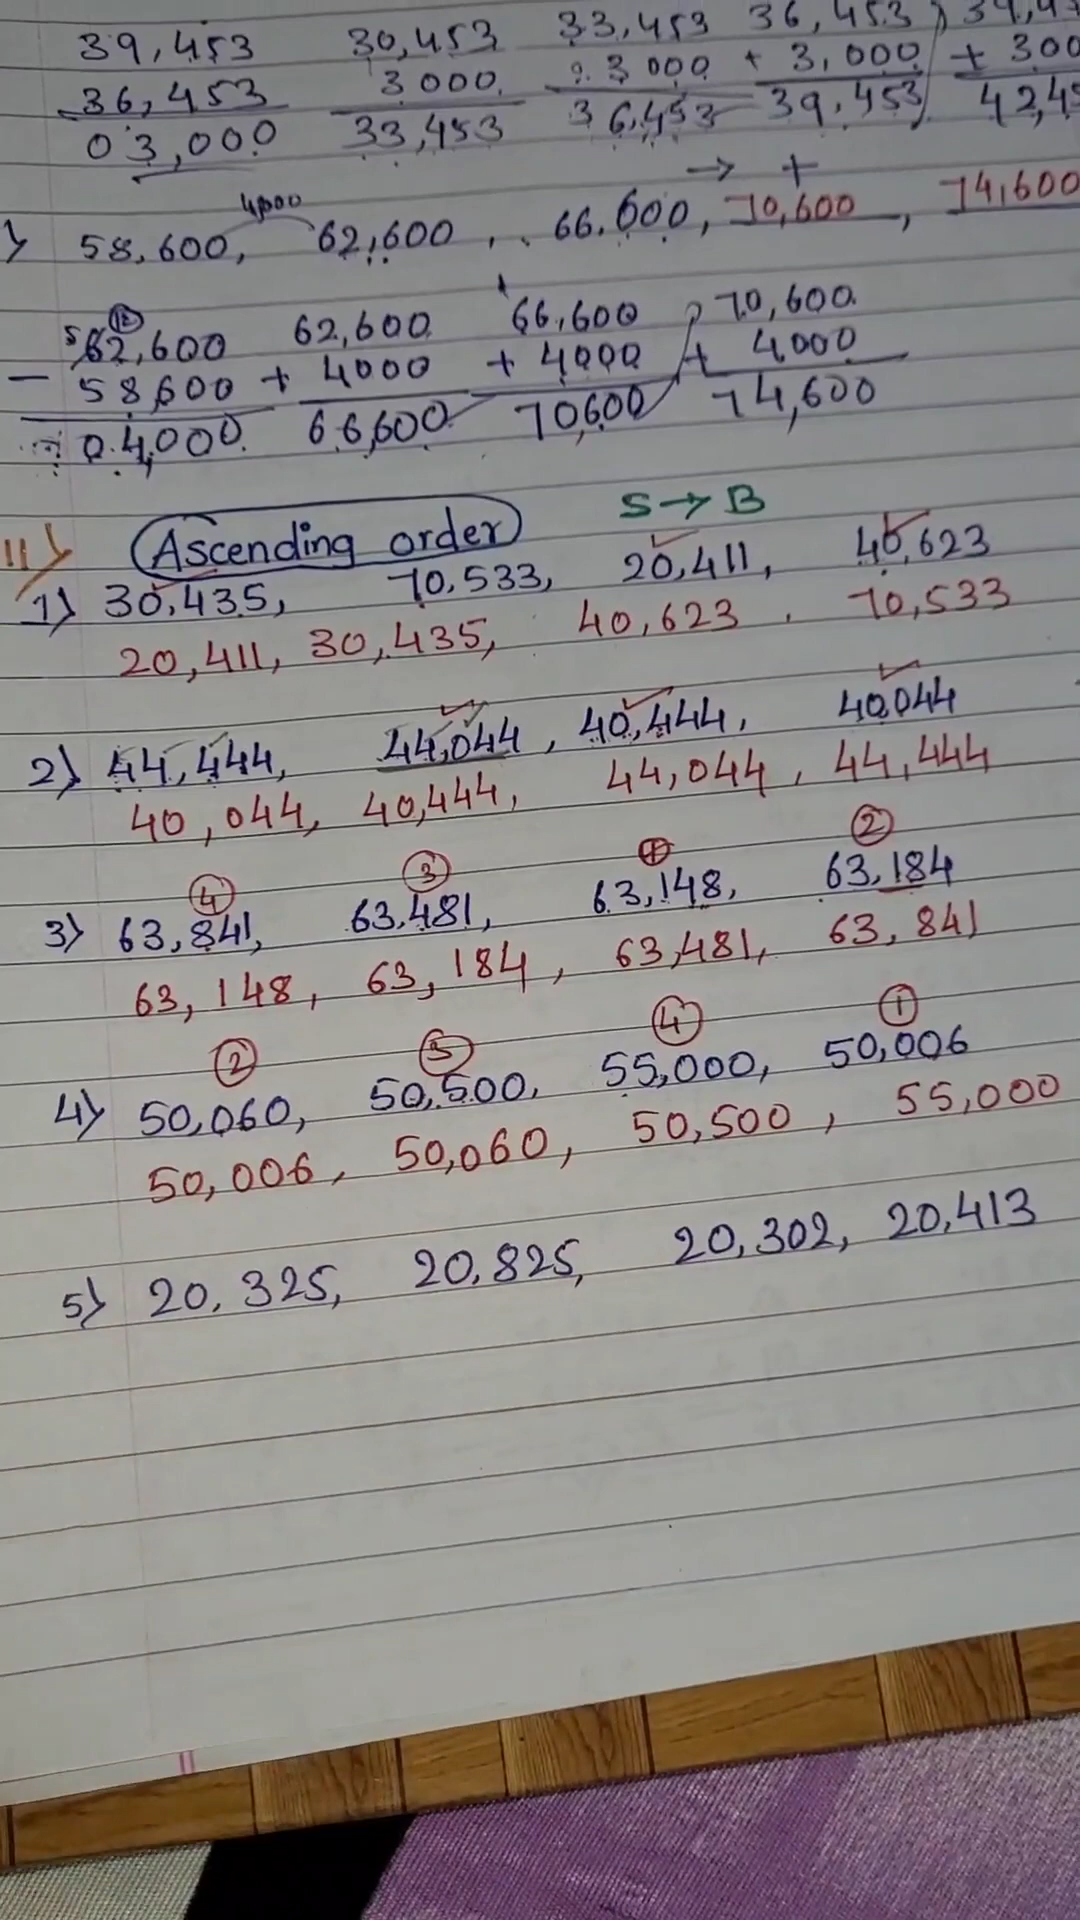 39,453 30,453 33,453 36,453
36,453 3000 3000 + 3,000 + 300
03,000 33,453 36,453 39,453 42,4
→ +
4,000
58,600, 62,600, 66,600, 70,600, 74,600
5 12
62,600 62,600 66,600 70,600
- 58600 + 4000 + 4000 + 4000
04,000 66,600 70,600 74,600
II) Ascending order S → B
1) 30,435, 70,533, 20,411, 40,623
20,411, 30,435, 40,623, 70,533
2) 44,444, 44,044, 40,444, 40,044
40,044, 40,444, 44,044, 44,444
4 3 1 2
3) 63,841, 63,481, 63,148, 63,184
63,148, 63,184, 63,481, 63,841
2 3 4 1
4) 50,060, 50,500, 55,000, 50,006
50,006, 50,060, 50,500, 55,000
5) 20,325, 20,825, 20,302, 20,413